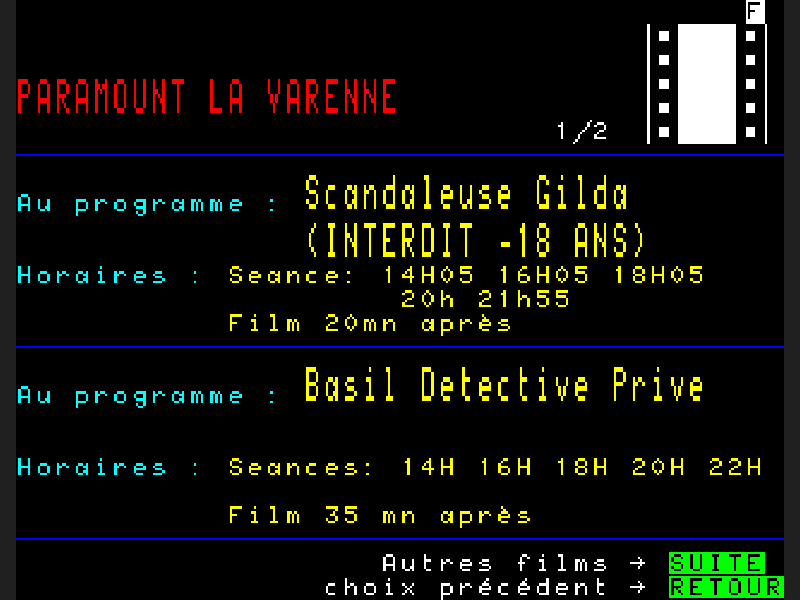 F
PARAMOUNT LA VARENNE
1/2
Au programme : Scandaleuse Gilda
(INTERDIT -18 ANS)
Horaires : Seance: 14H05 16H05 18H05
20h 21h55
Film 20mn après
Au programme : Basil Detective Prive
Horaires : Seances: 14H 16H 18H 20H 22H
Film 35 mn après
Autres films → SUITE
choix précédent → RETOUR